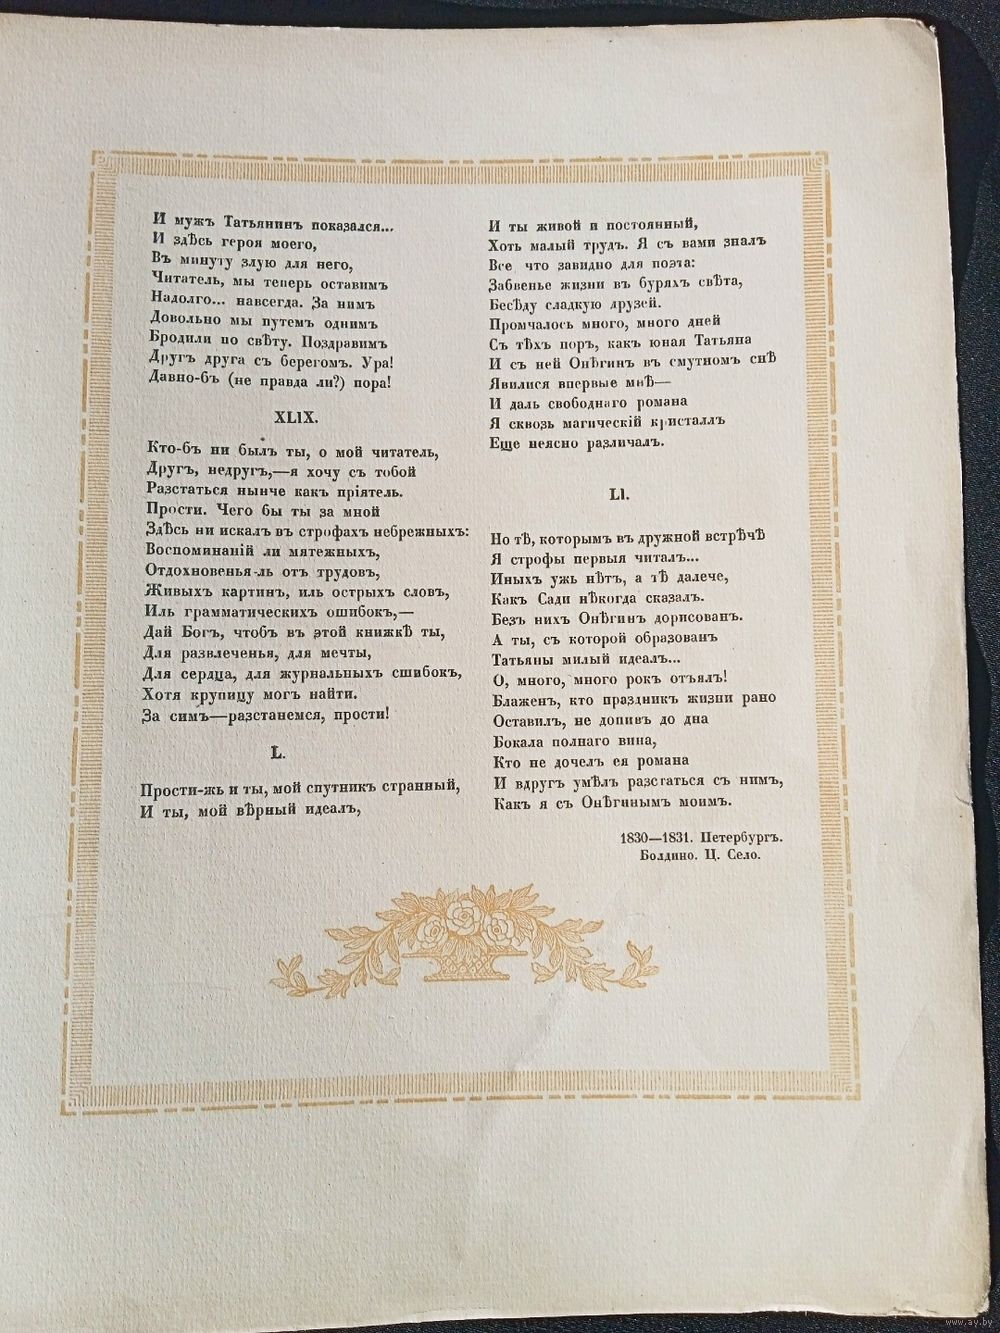 И мужъ Татьянинъ показался...
И здѣсь героя моего,
Въ минуту злую для него,
Читатель, мы теперь оставимъ
Надолго... навсегда. За нимъ
Довольно мы путемъ однимъ
Бродили по свѣту. Поздравимъ
Другъ друга съ берегомъ. Ура!
Давно-бъ (не правда ли?) пора!
XLIX.
Кто-бъ ни былъ ты, о мой читатель,
Другъ, недругъ,—я хочу съ тобой
Разстаться нынче какъ пріятель.
Прости. Чего бы ты за мной
Здѣсь ни искалъ въ строфахъ небрежныхъ:
Воспоминаній ли мятежныхъ,
Отдохновенья-ль отъ трудовъ,
Живыхъ картинъ, иль острыхъ словъ,
Иль грамматическихъ ошибокъ,—
Дай Богъ, чтобъ въ этой книжкѣ ты,
Для развлеченья, для мечты,
Для сердца, для журнальныхъ сшибокъ,
Хотя крупицу могъ найти.
За симъ—разстанемся, прости!
L.
Прости-жь и ты, мой спутникъ странный,
И ты, мой вѣрный идеалъ,
И ты живой и постоянный,
Хоть малый трудъ. Я съ вами зналъ
Все, что завидно для поэта:
Забвенье жизни въ буряхъ свѣта,
Бесѣду сладкую друзей.
Промчалось много, много дней
Съ тѣхъ поръ, какъ юная Татьяна
И съ ней Онѣгинъ въ смутномъ снѣ
Явилися впервые мнѣ—
И даль свободнаго романа
Я сквозь магическій кристаллъ
Еще неясно различалъ.
LI.
Но тѣ, которымъ въ дружной встрѣчѣ
Я строфы первыя читалъ...
Иныхъ ужь нѣтъ, а тѣ далече,
Какъ Сади нѣкогда сказалъ.
Безъ нихъ Онѣгинъ дорисованъ.
А ты, съ которой образованъ
Татьяны милый идеалъ...
О, много, много рокъ отъялъ!
Блаженъ, кто праздникъ жизни рано
Оставилъ, не допивъ до дна
Бокала полнаго вина,
Кто не дочелъ ея романа
И вдругъ умѣлъ разстаться съ нимъ,
Какъ я съ Онѣгинымъ моимъ.
1830—1831. Петербургъ.
Болдино. Ц. Село.
www.ay.by